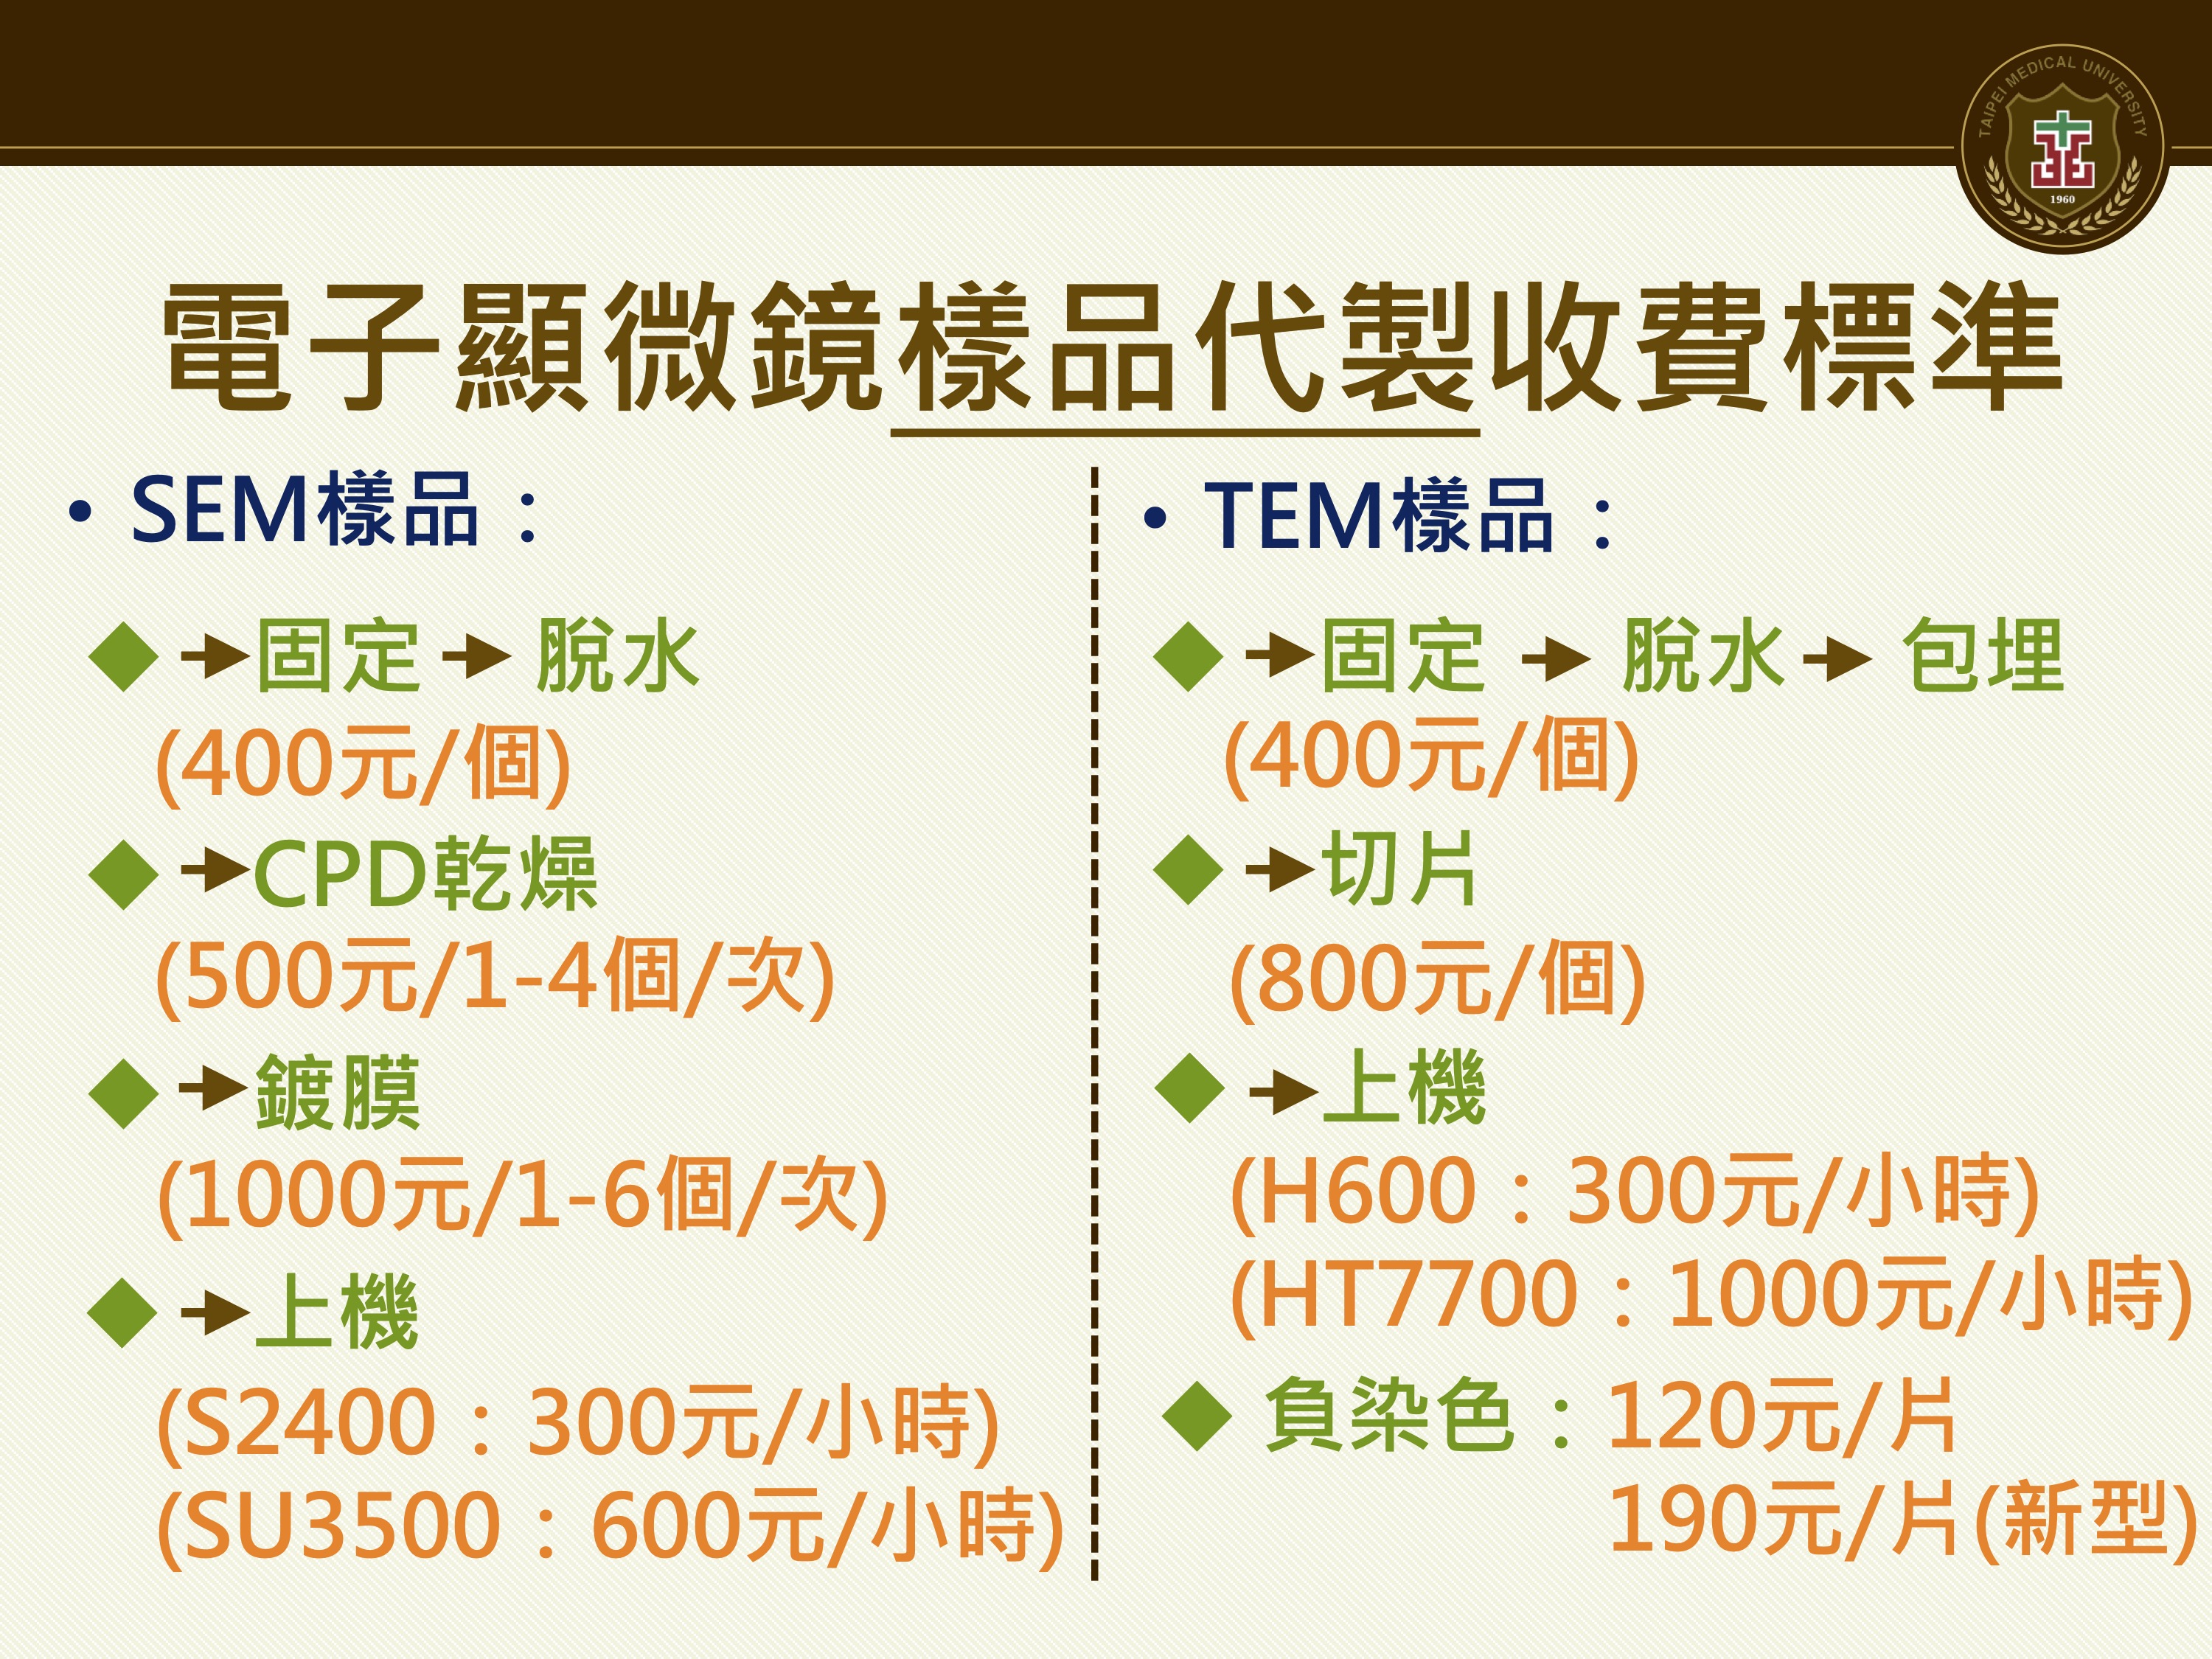 TAIPEI MEDICAL UNIVERSITY
1960
電子顯微鏡樣品代製收費標準
• SEM樣品：
◆ →固定→ 脫水
(400元/個)
◆ →CPD乾燥
(500元/1-4個/次)
◆ →鍍膜
(1000元/1-6個/次)
◆ →上機
(S2400：300元/小時)
(SU3500：600元/小時)
• TEM樣品：
◆ →固定 → 脫水→ 包埋
(400元/個)
◆ →切片
(800元/個)
◆ →上機
(H600：300元/小時)
(HT7700：1000元/小時)
◆ 負染色：120元/片
190元/片(新型)